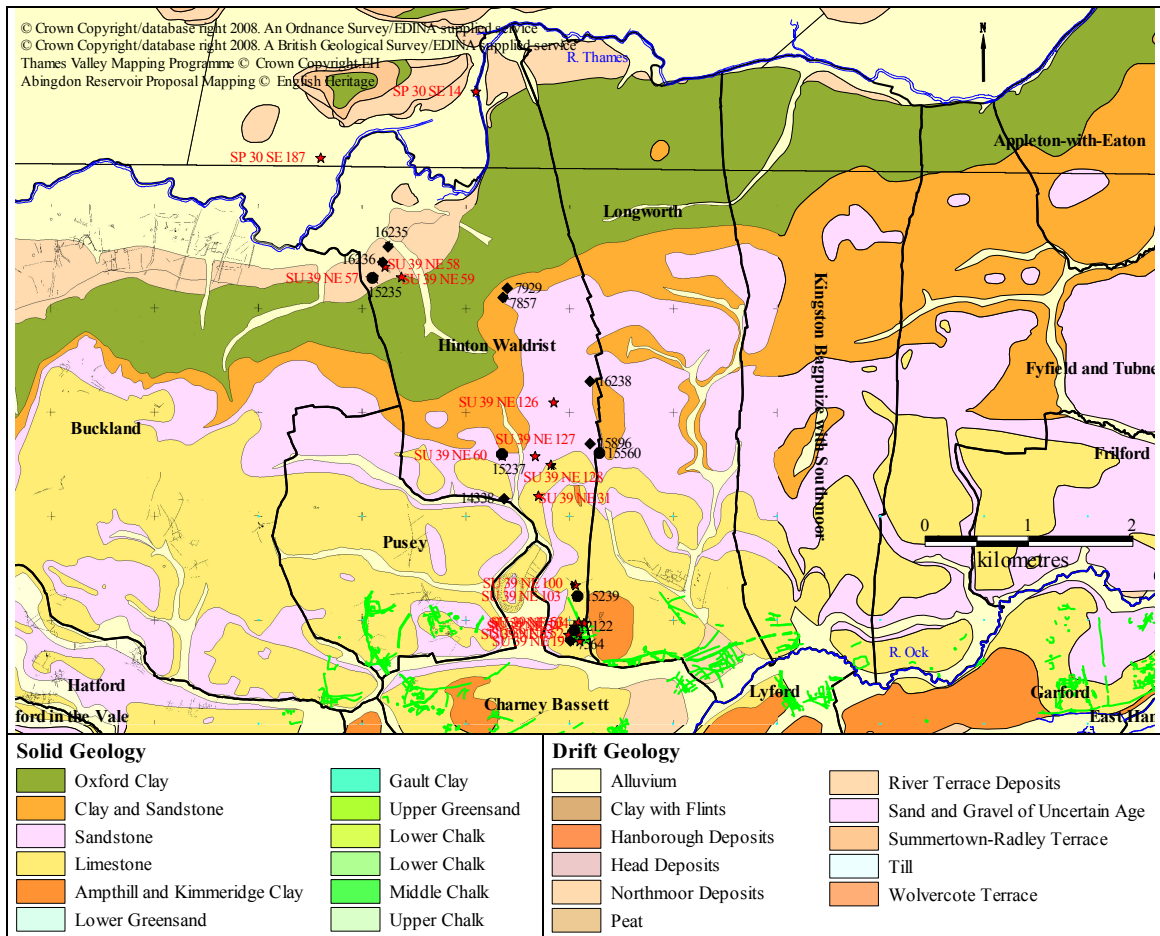 © Crown Copyright/database right 2008. An Ordnance Survey/EDINA supplied service
© Crown Copyright/database right 2008. A British Geological Survey/EDINA supplied service
Thames Valley Mapping Programme © Crown Copyright EH
Abingdon Reservoir Proposal Mapping © English Heritage
R. Thames
N
SP 30 SE 14
SP 30 SE 187
Appleton-with-Eaton
Longworth
16235
16236
SU 39 NE 58
SU 39 NE 57
SU 39 NE 59
15235
7929
7857
Kingston Bagpuize with Southmoor
Hinton Waldrist
Fyfield and Tubne
16238
SU 39 NE 126
Buckland
SU 39 NE 127
15896
SU 39 NE 60
15560
Frilford
15237
SU 39 NE 128
14338
SU 39 NE 31
0 1 2
kilometres
Pusey
SU 39 NE 100
SU 39 NE 103
15239
SU 39 NE 19
R. Ock
Hatford
Lyford
Garford
Charney Bassett
ford in the Vale
East Han
Solid Geology
Oxford Clay
Clay and Sandstone
Sandstone
Limestone
Ampthill and Kimmeridge Clay
Lower Greensand
Gault Clay
Upper Greensand
Lower Chalk
Lower Chalk
Middle Chalk
Upper Chalk
Drift Geology
Alluvium
Clay with Flints
Hanborough Deposits
Head Deposits
Northmoor Deposits
Peat
River Terrace Deposits
Sand and Gravel of Uncertain Age
Summertown-Radley Terrace
Till
Wolvercote Terrace